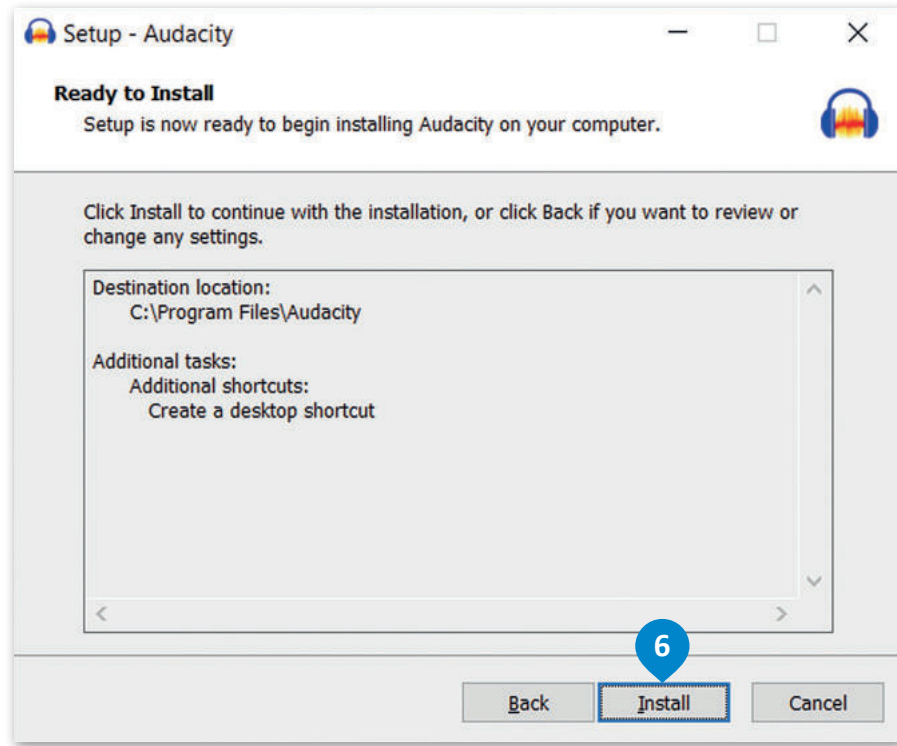 Setup - Audacity
Ready to Install
Setup is now ready to begin installing Audacity on your computer.
Click Install to continue with the installation, or click Back if you want to review or
change any settings.
Destination location:
C:\Program Files\Audacity
Additional tasks:
Additional shortcuts:
Create a desktop shortcut
6
Back Install Cancel